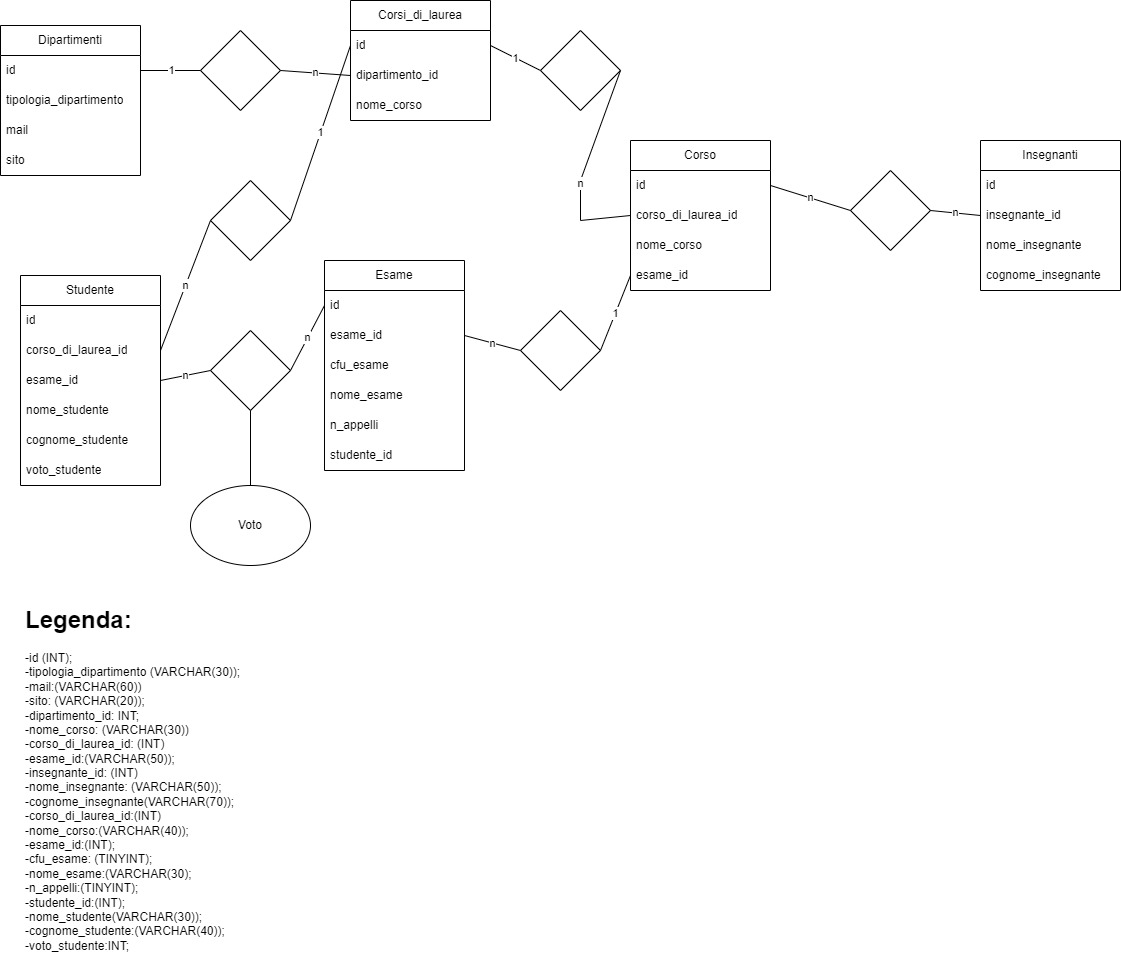 Dipartimenti
id
tipologia_dipartimento
mail
sito
1
n
Corsi_di_laurea
id
dipartimento_id
nome_corso
1
n
1
n
Corso
id
corso_di_laurea_id
nome_corso
esame_id
n
n
Insegnanti
id
insegnante_id
nome_insegnante
cognome_insegnante
Studente
id
corso_di_laurea_id
esame_id
nome_studente
cognome_studente
voto_studente
n
n
Voto
Esame
id
esame_id
cfu_esame
nome_esame
n_appelli
studente_id
n
1
Legenda:
-id (INT);
-tipologia_dipartimento (VARCHAR(30));
-mail:(VARCHAR(60))
-sito: (VARCHAR(20));
-dipartimento_id: INT;
-nome_corso: (VARCHAR(30))
-corso_di_laurea_id: (INT)
-esame_id:(VARCHAR(50));
-insegnante_id: (INT)
-nome_insegnante: (VARCHAR(50));
-cognome_insegnante(VARCHAR(70));
-corso_di_laurea_id:(INT)
-nome_corso:(VARCHAR(40));
-esame_id:(INT);
-cfu_esame: (TINYINT);
-nome_esame:(VARCHAR(30);
-n_appelli:(TINYINT);
-studente_id:(INT);
-nome_studente(VARCHAR(30));
-cognome_studente:(VARCHAR(40));
-voto_studente:INT;